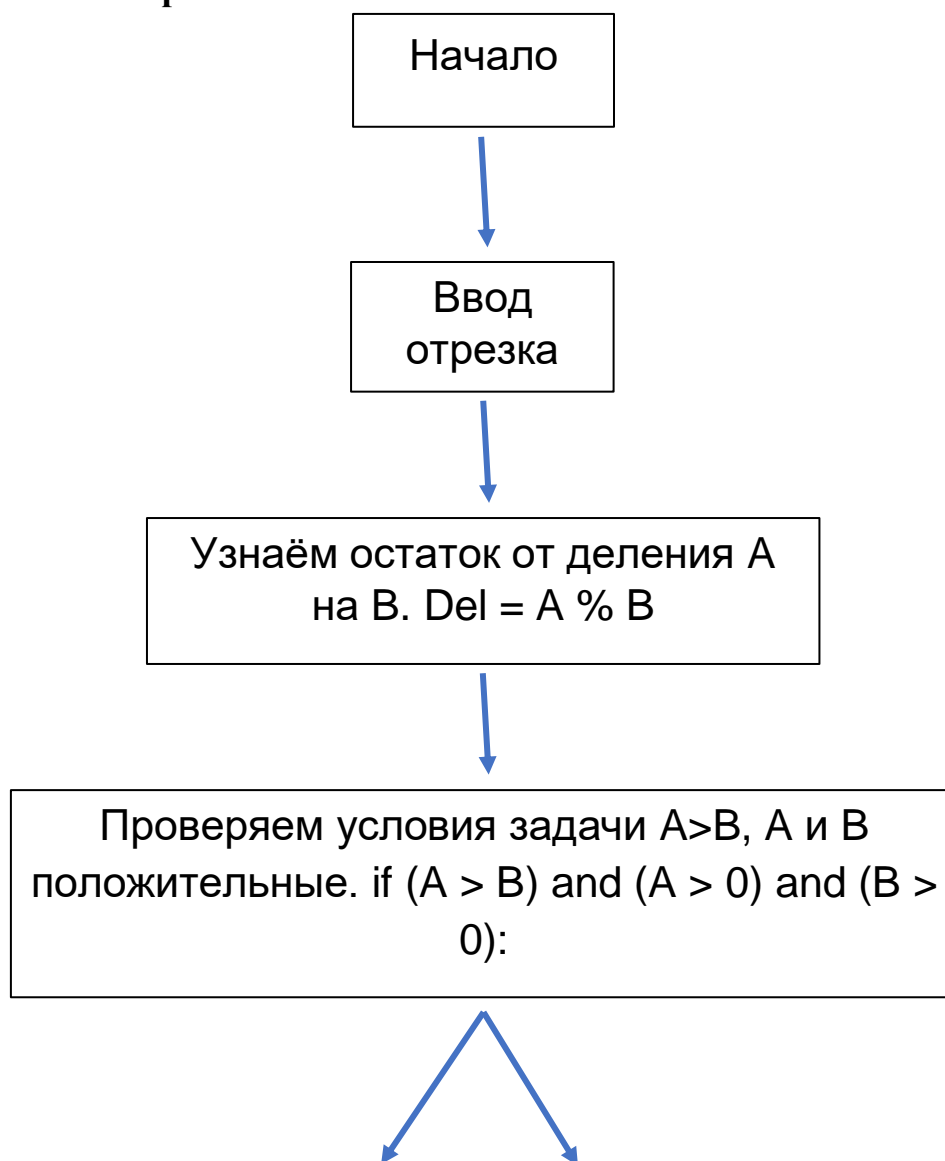 Начало
Ввод
отрезка
Узнаём остаток от деления А
на В. Del = A % B
Проверяем условия задачи А>В, А и В
положительные. if (A > B) and (A > 0) and (B >
0):